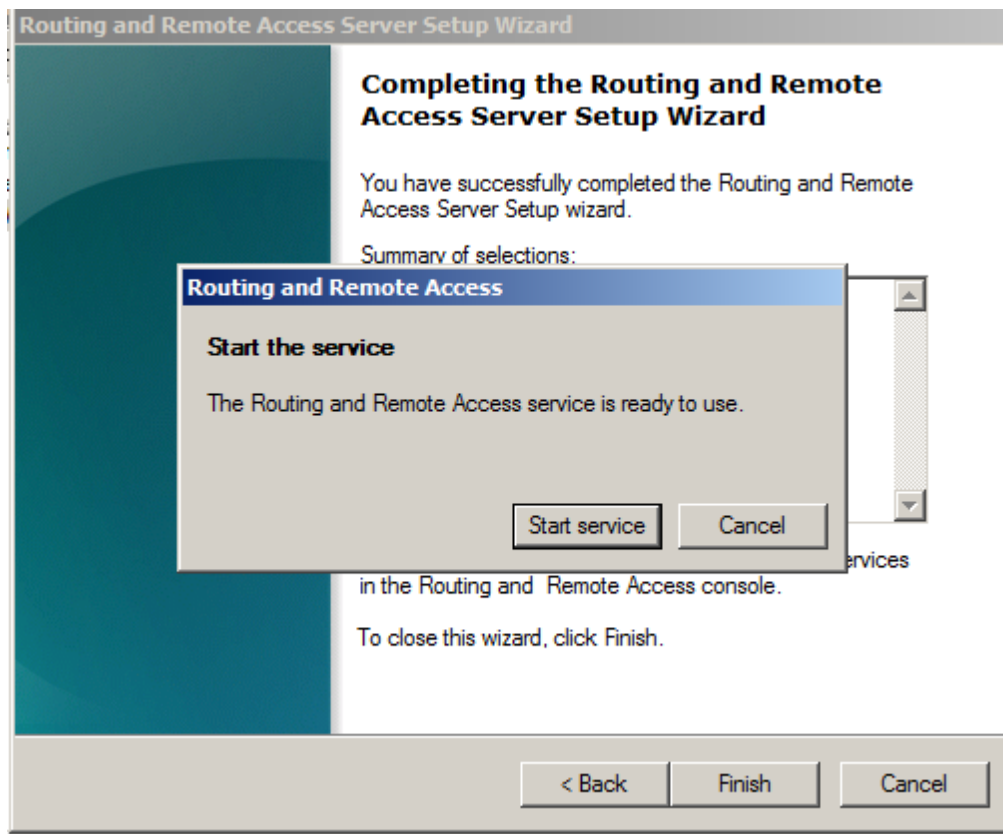 Routing and Remote Access Server Setup Wizard
Completing the Routing and Remote
Access Server Setup Wizard
You have successfully completed the Routing and Remote
Access Server Setup wizard.
Summary of selections:
Routing and Remote Access
Start the service
The Routing and Remote Access service is ready to use.
Start service
Cancel
in the Routing and Remote Access console.
To close this wizard, click Finish.
< Back
Finish
Cancel